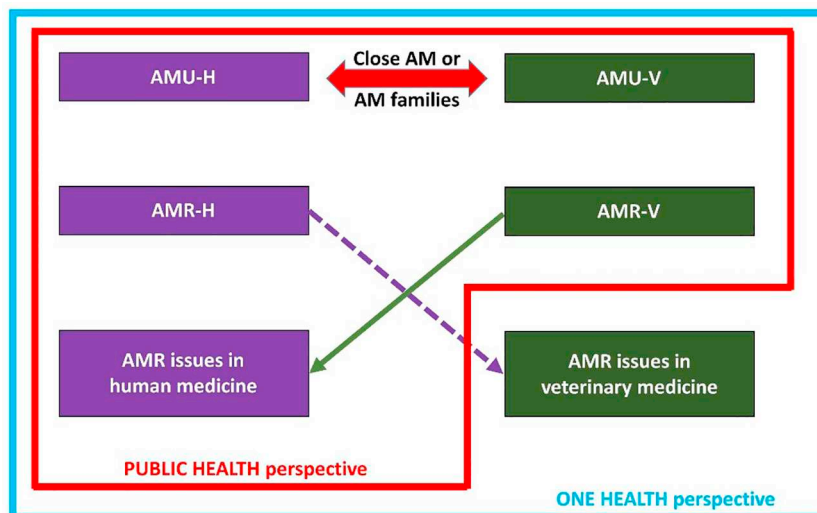 AMU-H
Close AM or
AM families
AMU-V
AMR-H
AMR-V
AMR issues in
human medicine
AMR issues in
veterinary medicine
PUBLIC HEALTH perspective
ONE HEALTH perspective